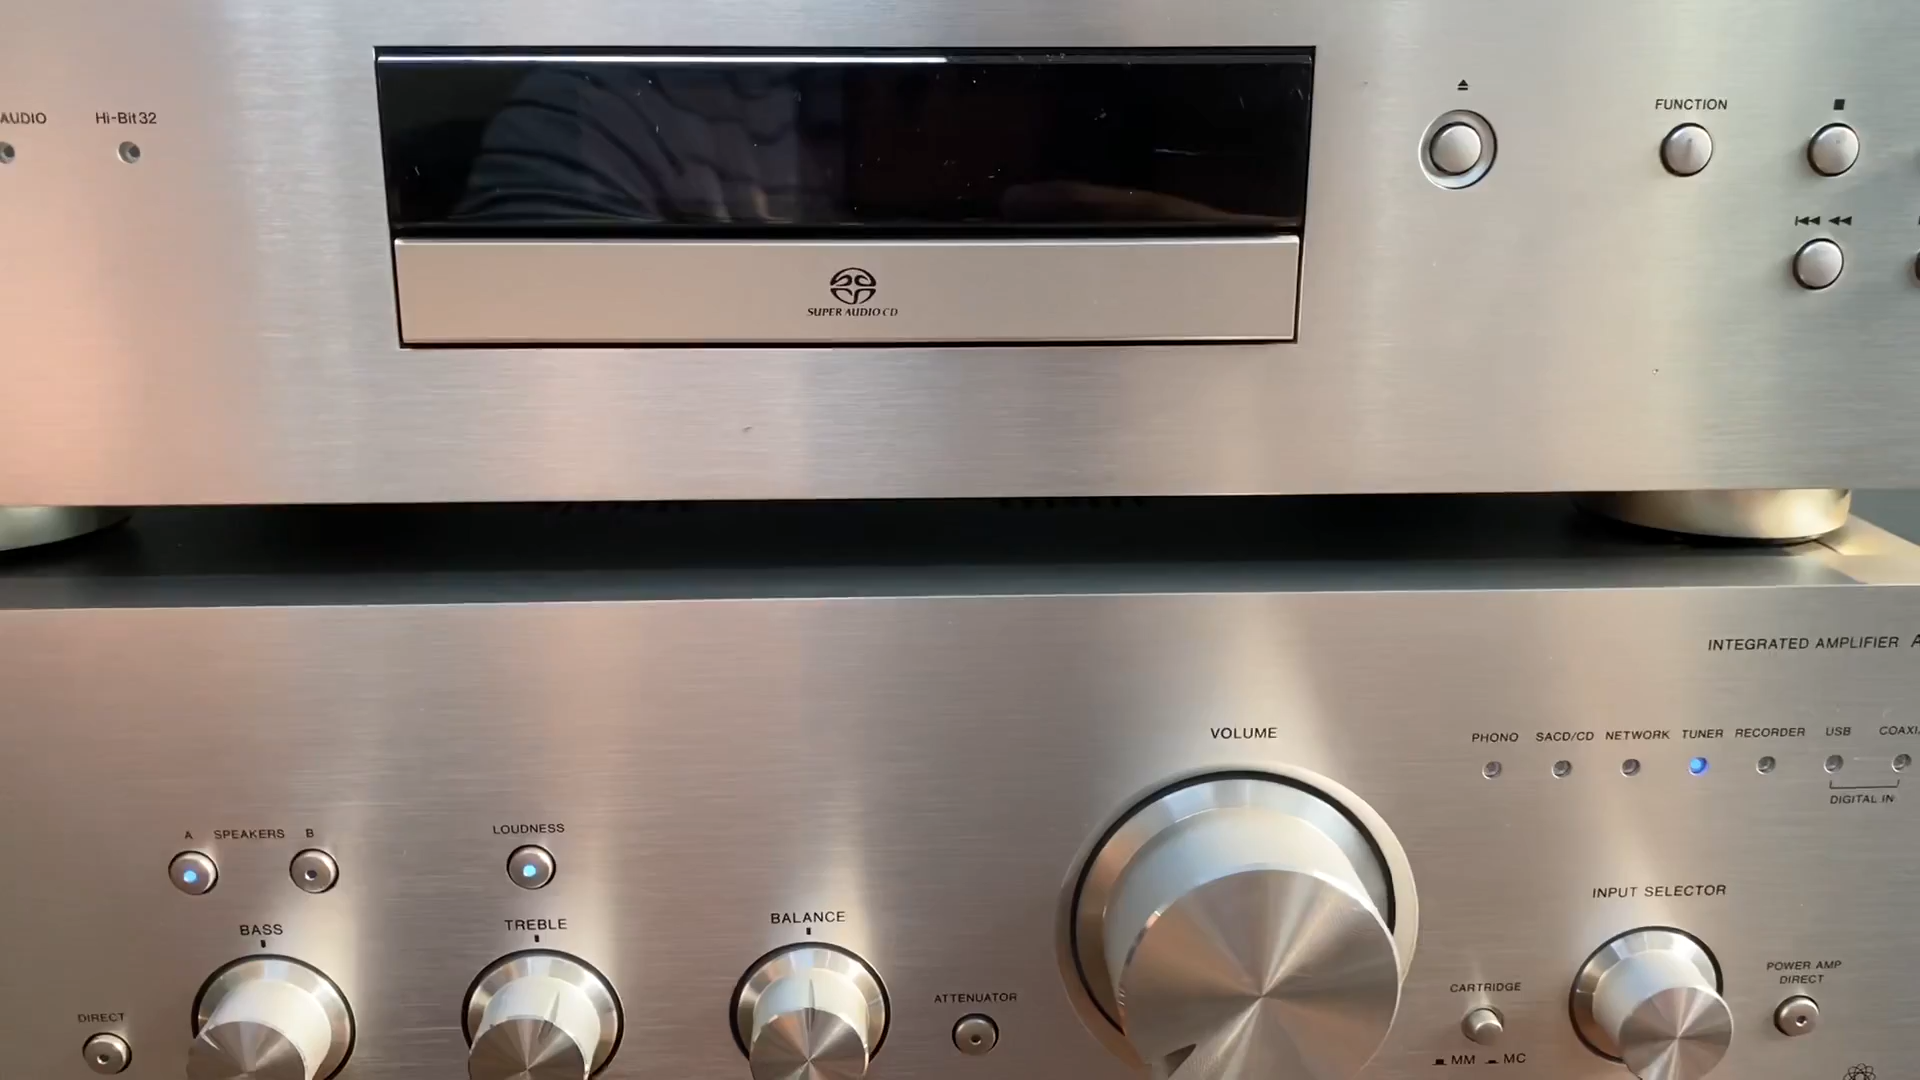 AUDIO
Hi-Bit32
FUNCTION
SUPER AUDIO CD
INTEGRATED AMPLIFIER
VOLUME
PHONO SACD/CD NETWORK TUNER RECORDER USB
DIGITAL IN
A SPEAKERS B
LOUDNESS
INPUT SELECTOR
BASS
TREBLE
BALANCE
POWER AMP
DIRECT
CARTRIDGE
ATTENUATOR
DIRECT
MM MC